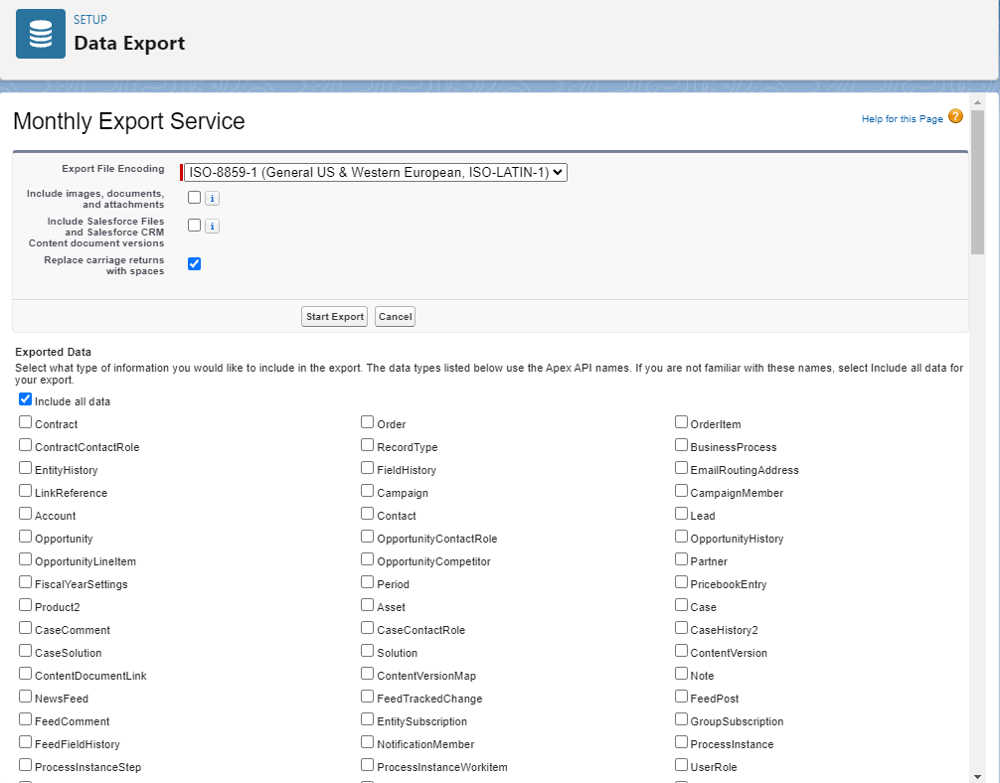 SETUP
Data Export
Monthly Export Service
Help for this Page ?
Export File Encoding
ISO-8859-1 (General US & Western European, ISO-LATIN-1)
Include images, documents,
and attachments
i
Include Salesforce Files
and Salesforce CRM
Content document versions
i
Replace carriage returns
with spaces
Start Export Cancel
Exported Data
Select what type of information you would like to include in the export. The data types listed below use the Apex API names. If you are not familiar with these names, select Include all data for
your export.
Include all data
Contract Order OrderItem
ContractContactRole RecordType BusinessProcess
EntityHistory FieldHistory EmailRoutingAddress
LinkReference Campaign CampaignMember
Account Contact Lead
Opportunity OpportunityContactRole OpportunityHistory
OpportunityLineItem OpportunityCompetitor Partner
FiscalYearSettings Period PricebookEntry
Product2 Asset Case
CaseComment CaseContactRole CaseHistory2
CaseSolution Solution ContentVersion
ContentDocumentLink ContentVersionMap Note
NewsFeed FeedTrackedChange FeedPost
FeedComment EntitySubscription GroupSubscription
FeedFieldHistory NotificationMember ProcessInstance
ProcessInstanceStep ProcessInstanceWorkitem UserRole